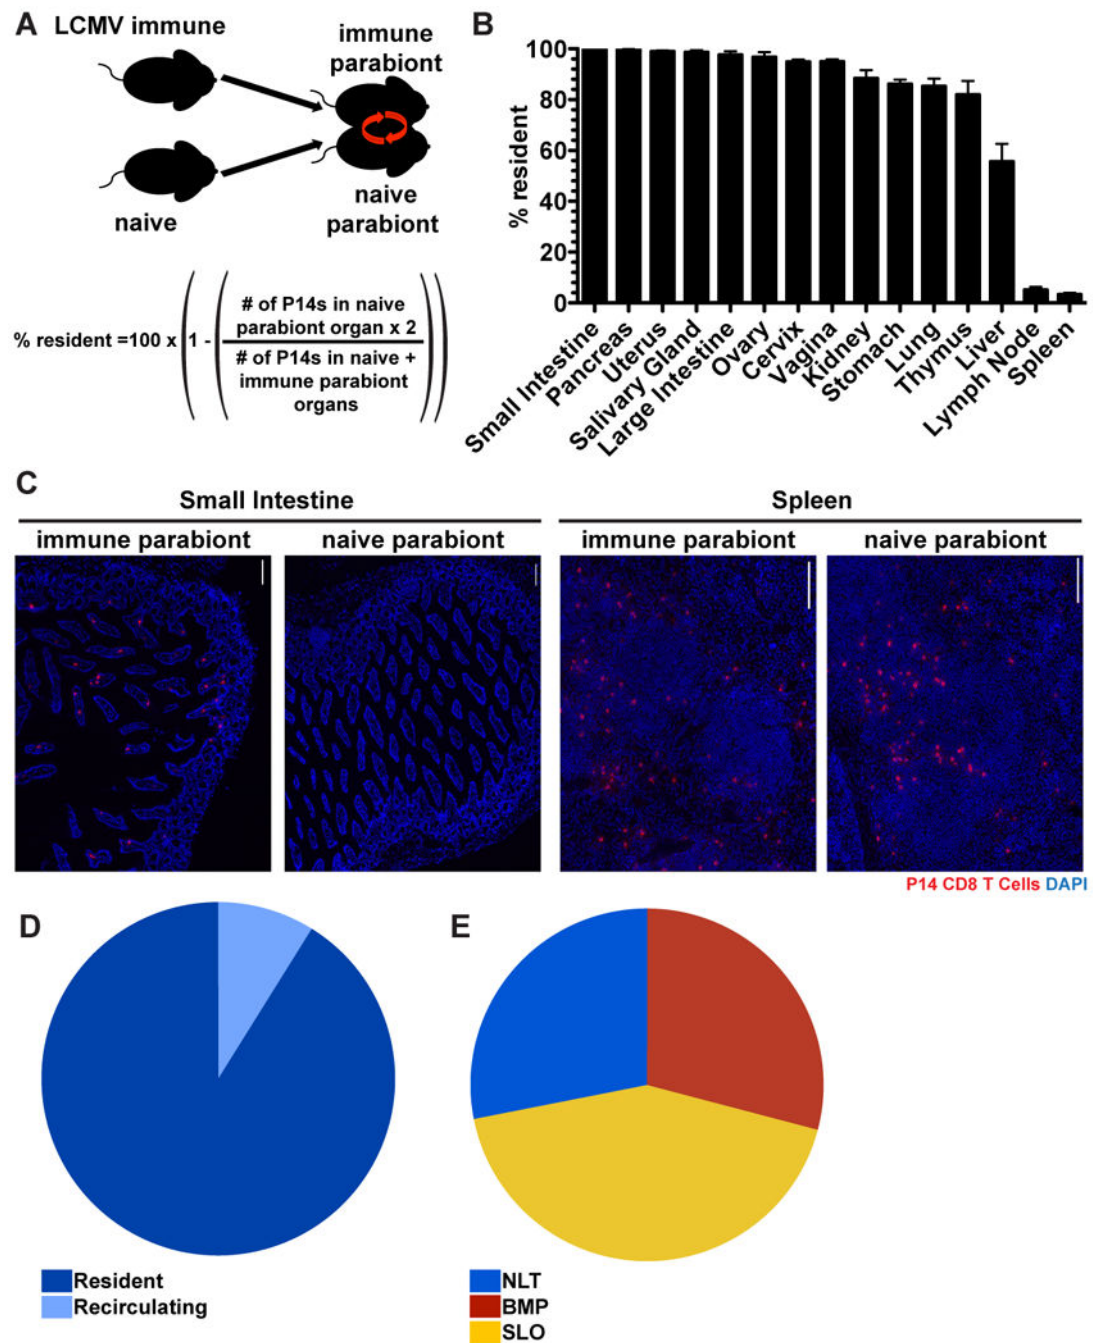 A
LCMV immune
naive
immune
parabiont
naive
parabiont
% resident =100 x (1 - (
# of P14s in naive
parabiont organ x 2
# of P14s in naive +
immune parabiont
organs
))
B
% resident
100
80
60
40
20
0
Small Intestine
Pancreas
Uterus
Salivary Gland
Large Intestine
Ovary
Cervix
Vagina
Kidney
Stomach
Lung
Thymus
Liver
Lymph Node
Spleen
C
Small Intestine
Spleen
immune parabiont
naive parabiont
immune parabiont
naive parabiont
P14 CD8 T Cells DAPI
D
Resident
Recirculating
E
NLT
BMP
SLO